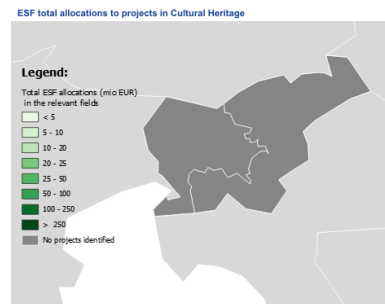 ESF total allocations to projects in Cultural Heritage
Legend:
Total ESF allocations (mio EUR)
in the relevant fields
< 5
5 - 10
10 - 20
20 - 25
25 - 50
50 - 100
100 - 250
> 250
No projects identified